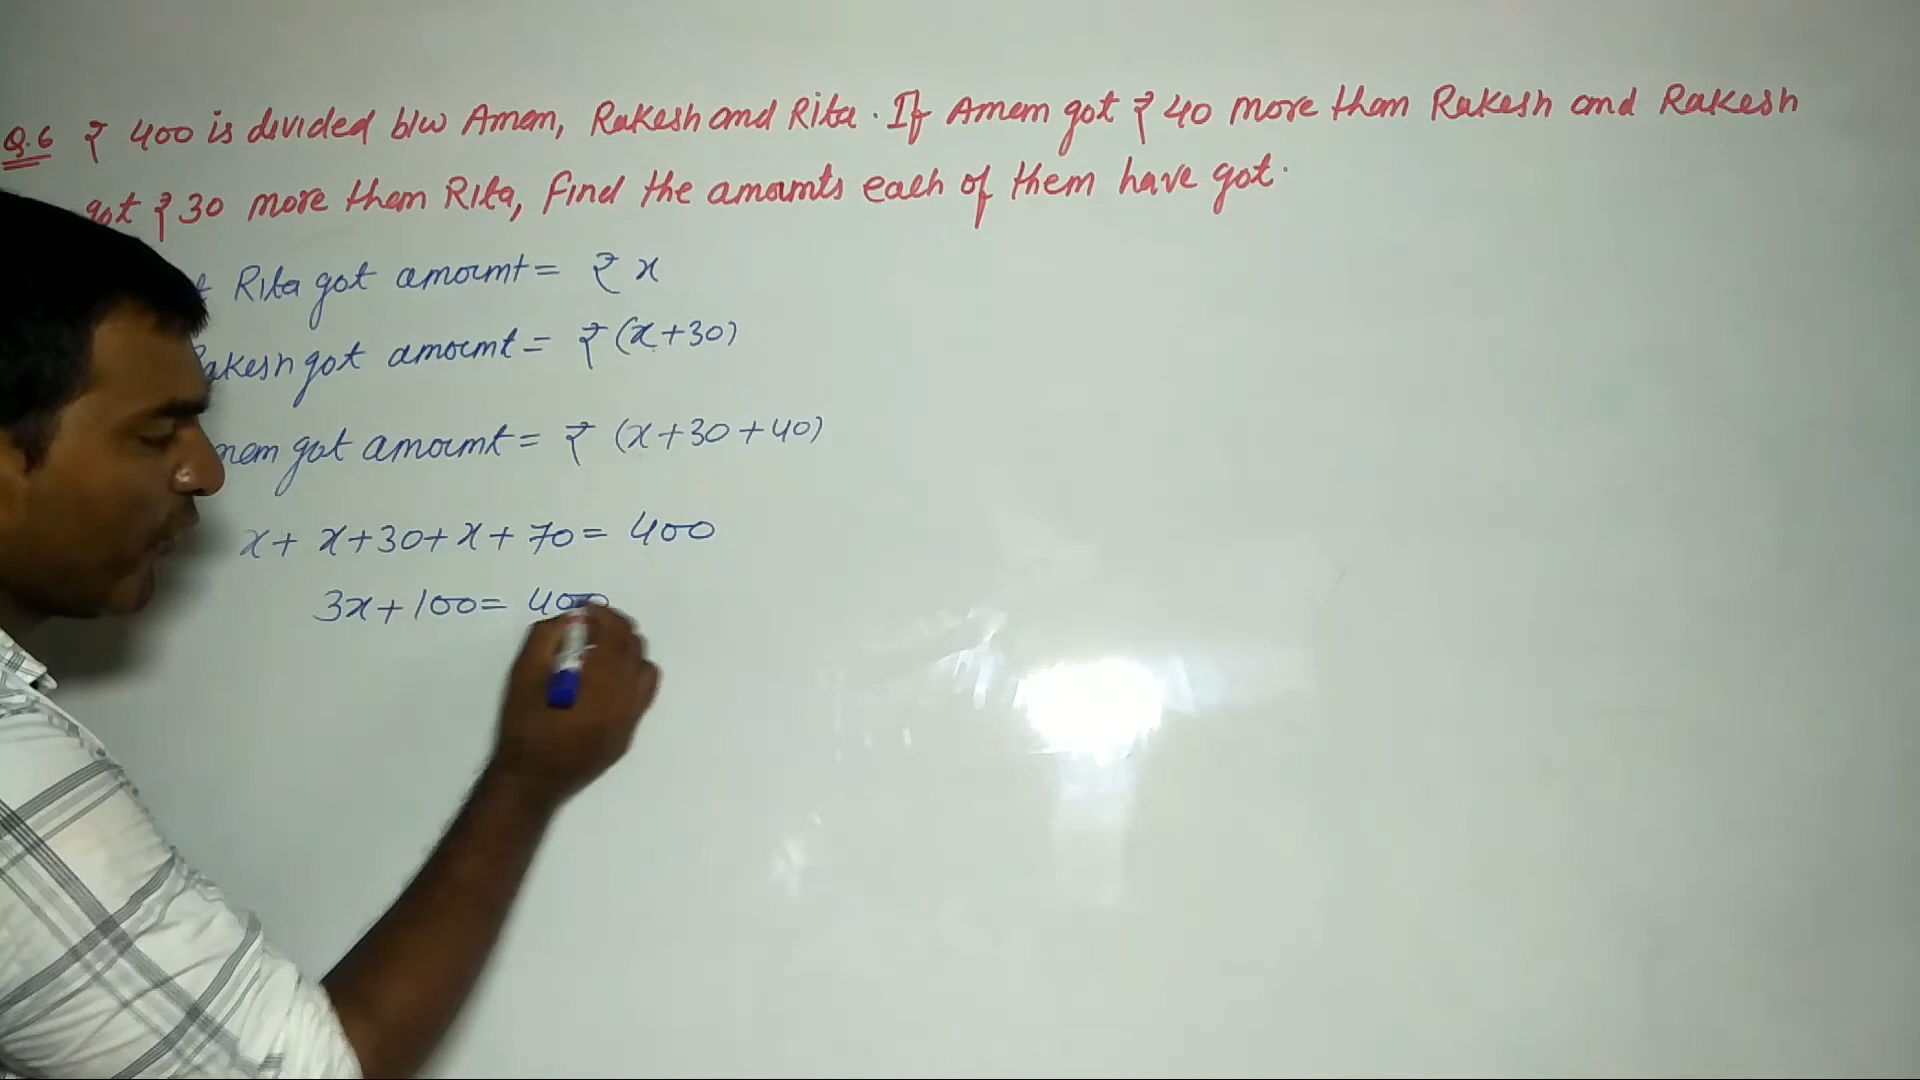 Q.6 ₹ 400 is divided b/w Aman, Rakesh and Rita. If Aman got ₹ 40 more than Rakesh and Rakesh
got ₹ 30 more than Rita, find the amounts each of them have got.
Rita got amount = ₹ x
Rakesh got amount = ₹ (x+30)
got amount = ₹ (x+30+40)
x + x+30+x+ 70 = 400
3x+100 = 400